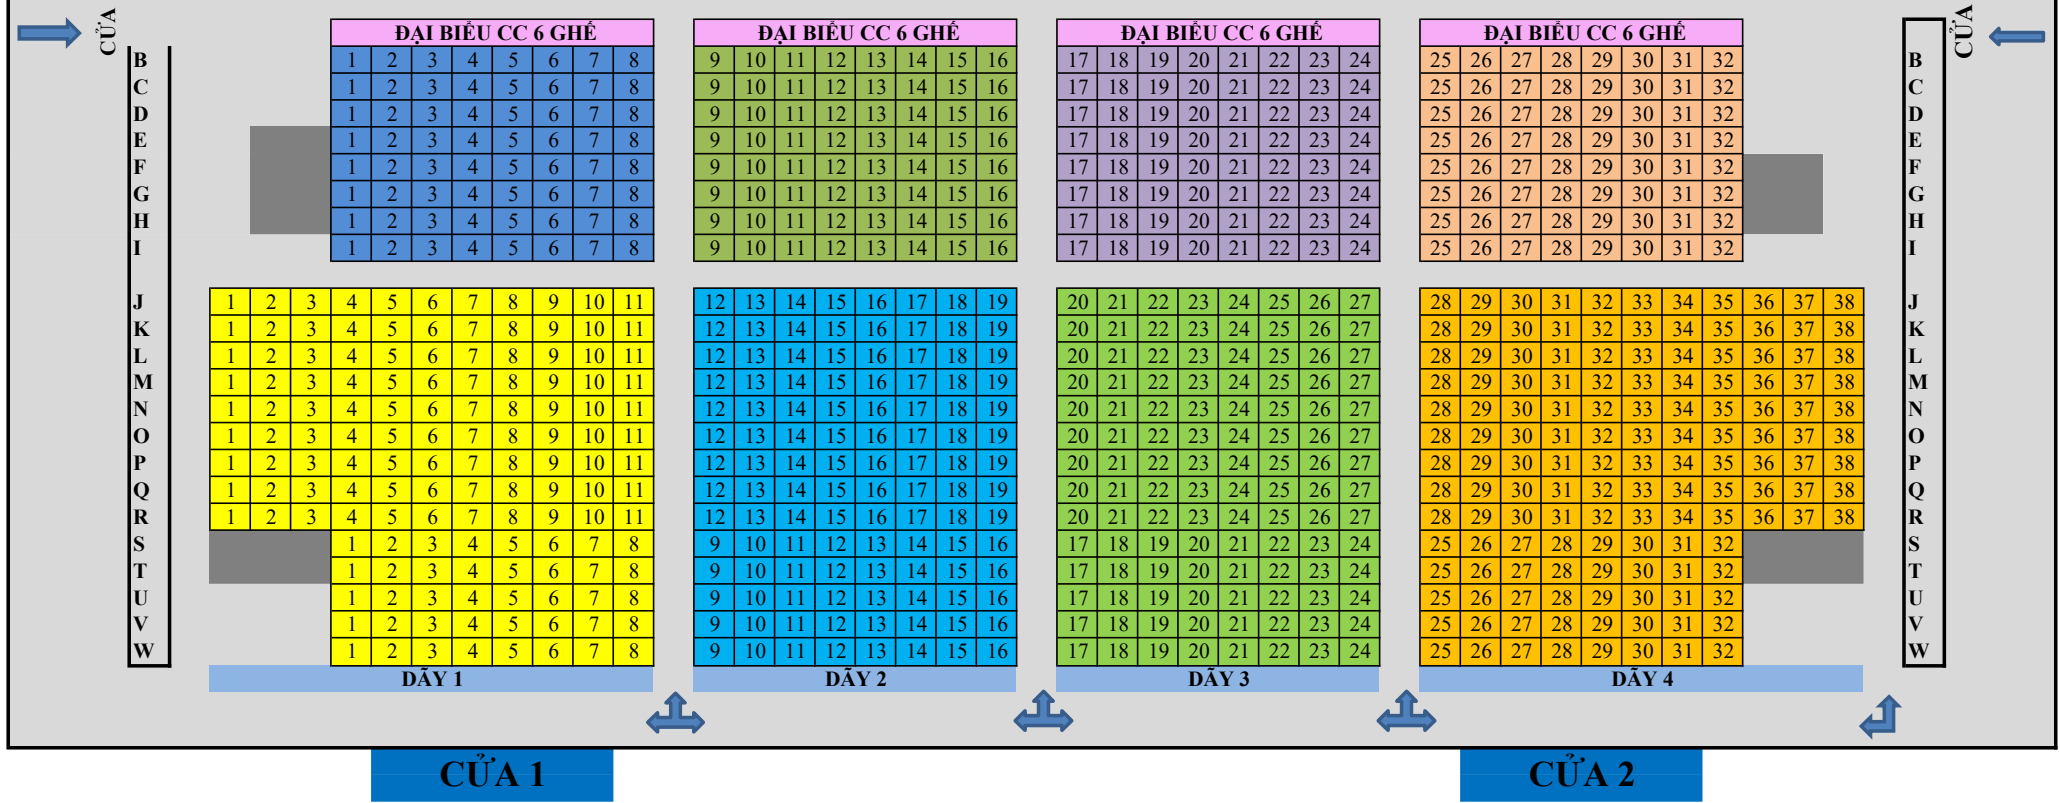 CỬA CỬA
ĐẠI BIỂU CC 6 GHẾ ĐẠI BIỂU CC 6 GHẾ ĐẠI BIỂU CC 6 GHẾ ĐẠI BIỂU CC 6 GHẾ
B 1 2 3 4 5 6 7 8 9 10 11 12 13 14 15 16 17 18 19 20 21 22 23 24 25 26 27 28 29 30 31 32 B
C 1 2 3 4 5 6 7 8 9 10 11 12 13 14 15 16 17 18 19 20 21 22 23 24 25 26 27 28 29 30 31 32 C
D 1 2 3 4 5 6 7 8 9 10 11 12 13 14 15 16 17 18 19 20 21 22 23 24 25 26 27 28 29 30 31 32 D
E 1 2 3 4 5 6 7 8 9 10 11 12 13 14 15 16 17 18 19 20 21 22 23 24 25 26 27 28 29 30 31 32 E
F 1 2 3 4 5 6 7 8 9 10 11 12 13 14 15 16 17 18 19 20 21 22 23 24 25 26 27 28 29 30 31 32 F
G 1 2 3 4 5 6 7 8 9 10 11 12 13 14 15 16 17 18 19 20 21 22 23 24 25 26 27 28 29 30 31 32 G
H 1 2 3 4 5 6 7 8 9 10 11 12 13 14 15 16 17 18 19 20 21 22 23 24 25 26 27 28 29 30 31 32 H
I 1 2 3 4 5 6 7 8 9 10 11 12 13 14 15 16 17 18 19 20 21 22 23 24 25 26 27 28 29 30 31 32 I
J 1 2 3 4 5 6 7 8 9 10 11 12 13 14 15 16 17 18 19 20 21 22 23 24 25 26 27 28 29 30 31 32 33 34 35 36 37 38 J
K 1 2 3 4 5 6 7 8 9 10 11 12 13 14 15 16 17 18 19 20 21 22 23 24 25 26 27 28 29 30 31 32 33 34 35 36 37 38 K
L 1 2 3 4 5 6 7 8 9 10 11 12 13 14 15 16 17 18 19 20 21 22 23 24 25 26 27 28 29 30 31 32 33 34 35 36 37 38 L
M 1 2 3 4 5 6 7 8 9 10 11 12 13 14 15 16 17 18 19 20 21 22 23 24 25 26 27 28 29 30 31 32 33 34 35 36 37 38 M
N 1 2 3 4 5 6 7 8 9 10 11 12 13 14 15 16 17 18 19 20 21 22 23 24 25 26 27 28 29 30 31 32 33 34 35 36 37 38 N
O 1 2 3 4 5 6 7 8 9 10 11 12 13 14 15 16 17 18 19 20 21 22 23 24 25 26 27 28 29 30 31 32 33 34 35 36 37 38 O
P 1 2 3 4 5 6 7 8 9 10 11 12 13 14 15 16 17 18 19 20 21 22 23 24 25 26 27 28 29 30 31 32 33 34 35 36 37 38 P
Q 1 2 3 4 5 6 7 8 9 10 11 12 13 14 15 16 17 18 19 20 21 22 23 24 25 26 27 28 29 30 31 32 33 34 35 36 37 38 Q
R 1 2 3 4 5 6 7 8 9 10 11 12 13 14 15 16 17 18 19 20 21 22 23 24 25 26 27 28 29 30 31 32 33 34 35 36 37 38 R
S 1 2 3 4 5 6 7 8 9 10 11 12 13 14 15 16 17 18 19 20 21 22 23 24 25 26 27 28 29 30 31 32 S
T 1 2 3 4 5 6 7 8 9 10 11 12 13 14 15 16 17 18 19 20 21 22 23 24 25 26 27 28 29 30 31 32 T
U 1 2 3 4 5 6 7 8 9 10 11 12 13 14 15 16 17 18 19 20 21 22 23 24 25 26 27 28 29 30 31 32 U
V 1 2 3 4 5 6 7 8 9 10 11 12 13 14 15 16 17 18 19 20 21 22 23 24 25 26 27 28 29 30 31 32 V
W 1 2 3 4 5 6 7 8 9 10 11 12 13 14 15 16 17 18 19 20 21 22 23 24 25 26 27 28 29 30 31 32 W
DÃY 1 DÃY 2 DÃY 3 DÃY 4
CỬA 1 CỬA 2